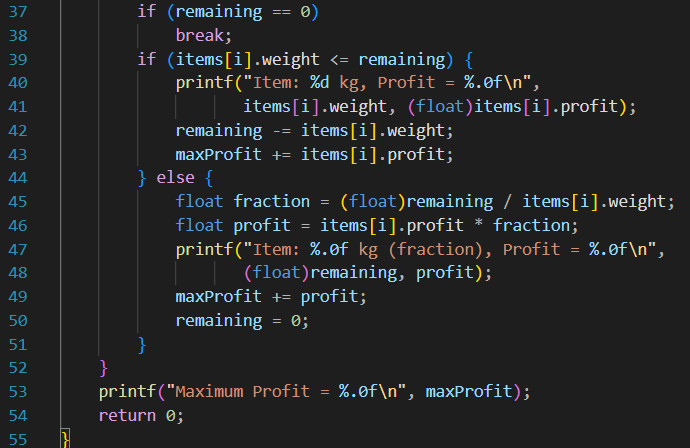 37 if (remaining == 0)
38 break;
39 if (items[i].weight <= remaining) {
40 printf("Item: %d kg, Profit = %.0f\n",
41 items[i].weight, (float)items[i].profit);
42 remaining -= items[i].weight;
43 maxProfit += items[i].profit;
44 } else {
45 float fraction = (float)remaining / items[i].weight;
46 float profit = items[i].profit * fraction;
47 printf("Item: %.0f kg (fraction), Profit = %.0f\n",
48 (float)remaining, profit);
49 maxProfit += profit;
50 remaining = 0;
51 }
52 }
53 printf("Maximum Profit = %.0f\n", maxProfit);
54 return 0;
55 }